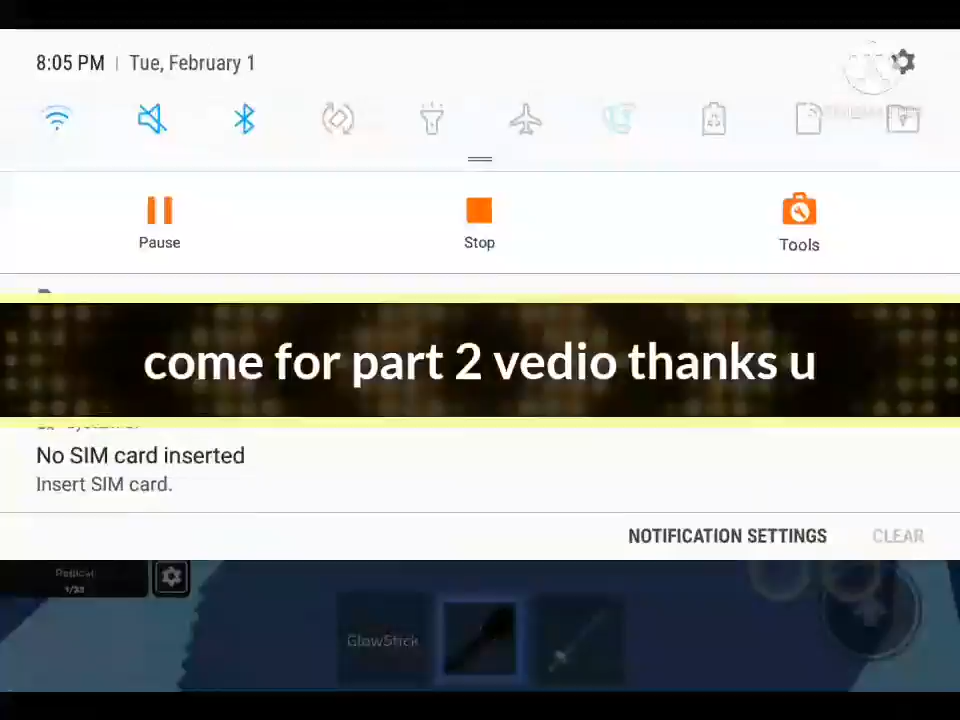 8:05 PM | Tue, February 1
Pause
Stop
Tools
come for part 2 vedio thanks u
No SIM card inserted
Insert SIM card.
NOTIFICATION SETTINGS
CLEAR
GlowStick